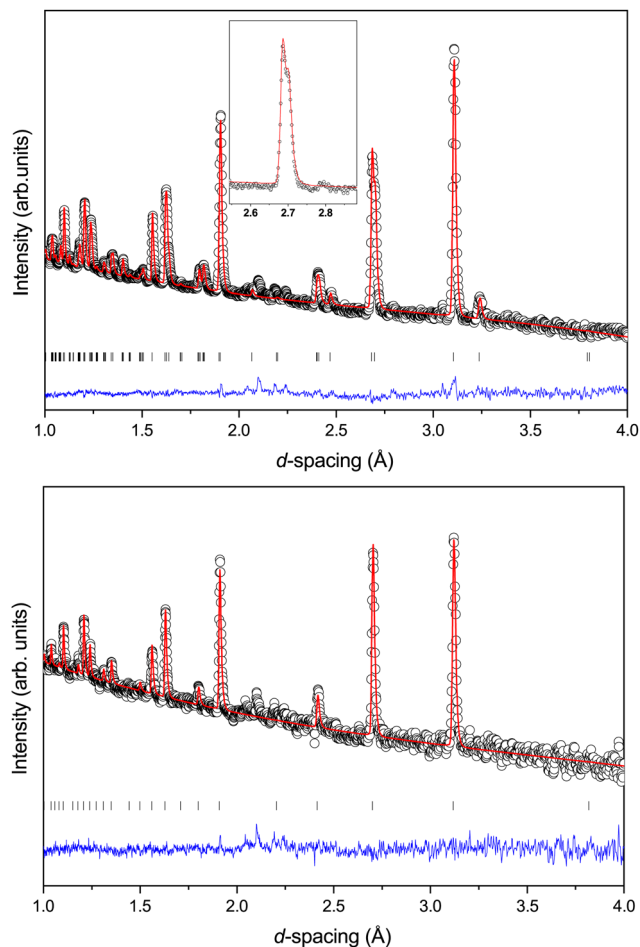 Intensity (arb.units)
2.6 2.7 2.8
1.0 1.5 2.0 2.5 3.0 3.5 4.0
d-spacing (Å)
Intensity (arb. units)
1.0 1.5 2.0 2.5 3.0 3.5 4.0
d-spacing (Å)